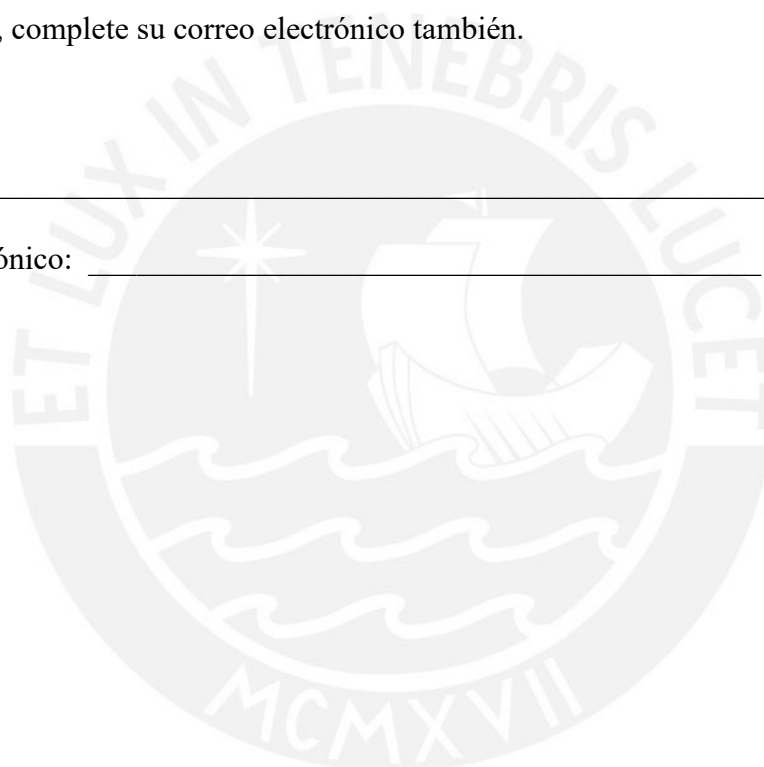 , complete su correo electrónico también.
ónico:
ET LUX IN TENEBRIS LUCET
MCMXVII